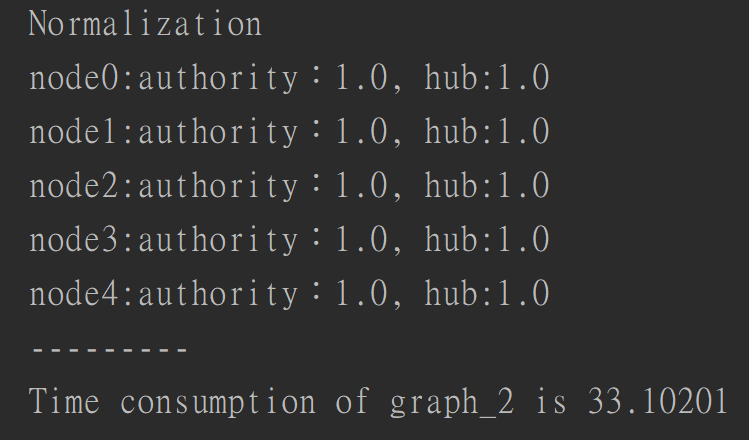 Normalization
node0:authority：1.0, hub:1.0
node1:authority：1.0, hub:1.0
node2:authority：1.0, hub:1.0
node3:authority：1.0, hub:1.0
node4:authority：1.0, hub:1.0
---------
Time consumption of graph_2 is 33.10201